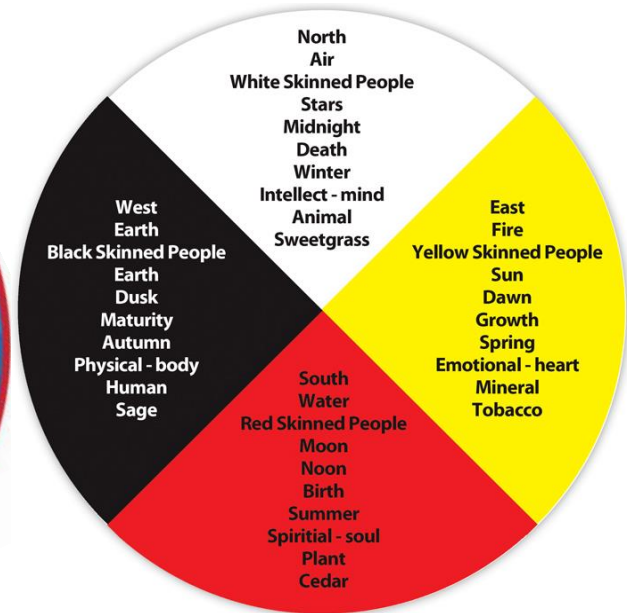 North
Air
White Skinned People
Stars
Midnight
Death
Winter
Intellect - mind
Animal
Sweetgrass
West
Earth
Black Skinned People
Earth
Dusk
Maturity
Autumn
Physical - body
Human
Sage
East
Fire
Yellow Skinned People
Sun
Dawn
Growth
Spring
Emotional - heart
Mineral
Tobacco
South
Water
Red Skinned People
Moon
Noon
Birth
Summer
Spiritial - soul
Plant
Cedar